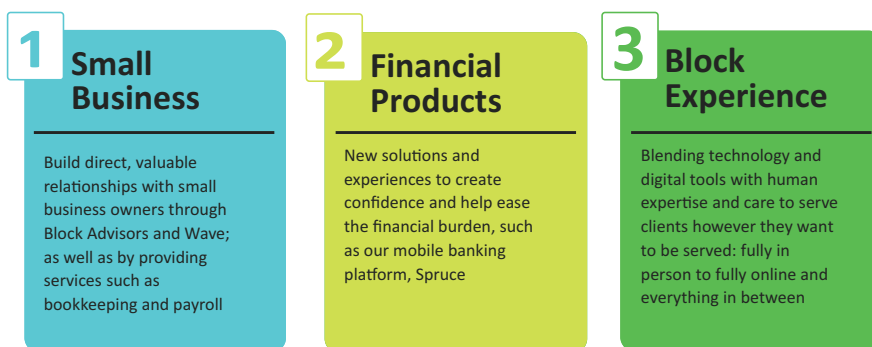 1
Small
Business
Build direct, valuable
relationships with small
business owners through
Block Advisors and Wave;
as well as by providing
services such as
bookkeeping and payroll
2
Financial
Products
New solutions and
experiences to create
confidence and help ease
the financial burden, such
as our mobile banking
platform, Spruce
3
Block
Experience
Blending technology and
digital tools with human
expertise and care to serve
clients however they want
to be served: fully in
person to fully online and
everything in between